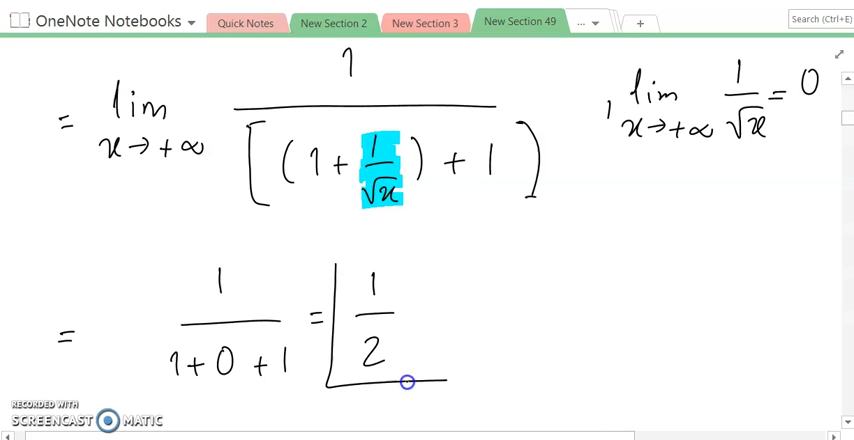 OneNote Notebooks
Quick Notes
New Section 2
New Section 3
New Section 49
...
+
Search (Ctrl+E)
= lim x→+∞ 1 / [(1 + 1/√x) + 1)
, lim x→+∞ 1/√x = 0
= 1 / (1 + 0 + 1) = 1/2
RECORDED WITH
SCREENCAST MATIC